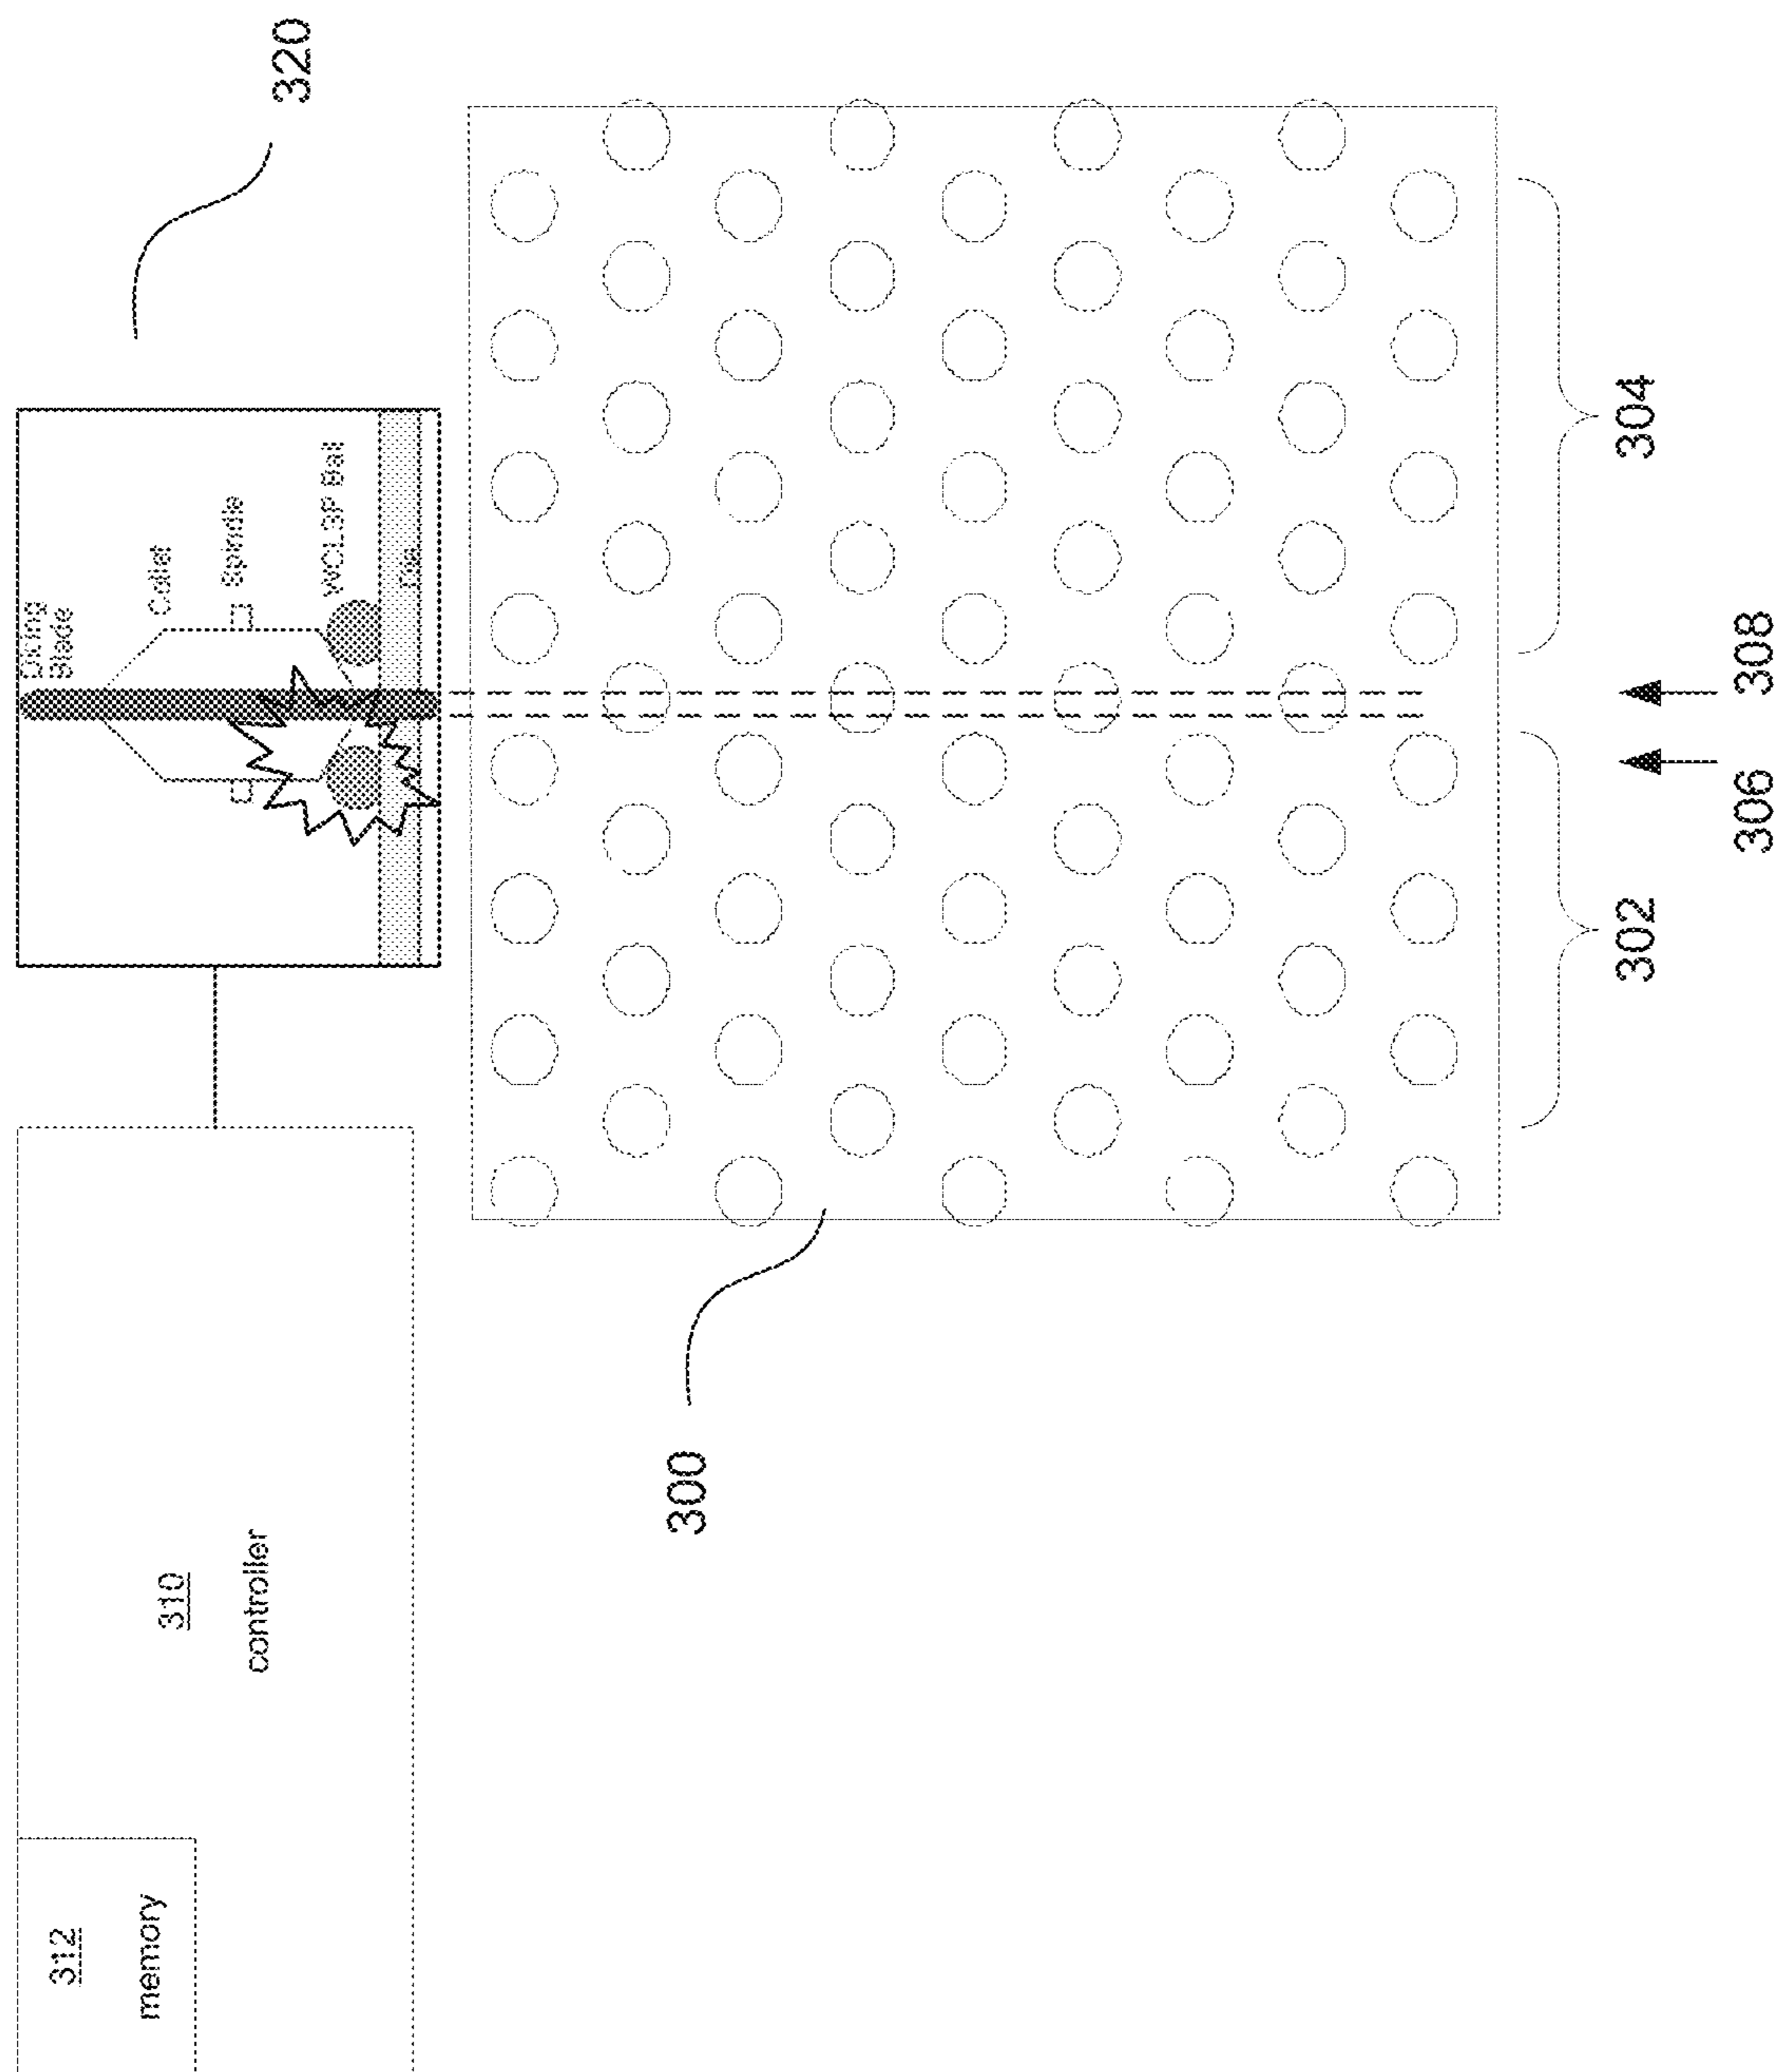 312
memory
310
controller
Dicing
Blade
Collet
Spindle
WCLSP Ball
320
300
302
304
306
308